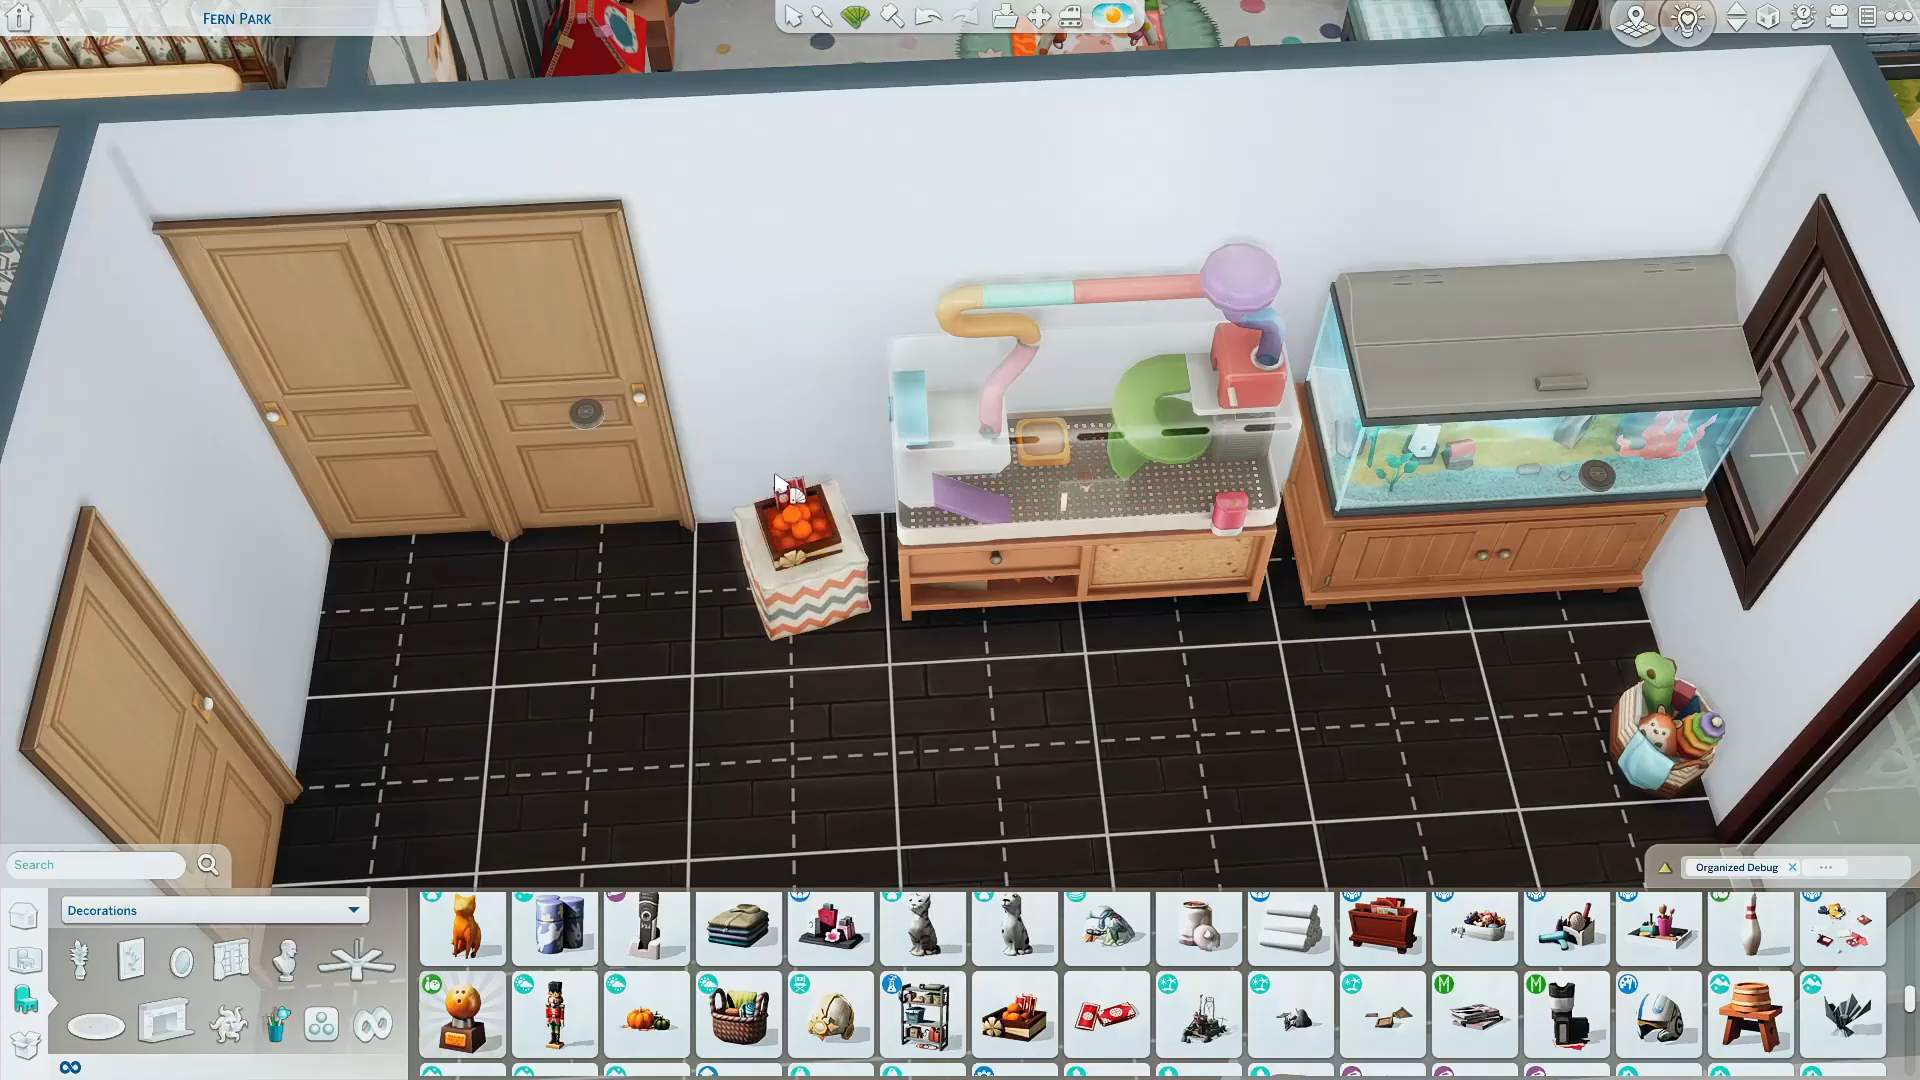 FERN PARK
Search
Organized Debug
Decorations
M
M